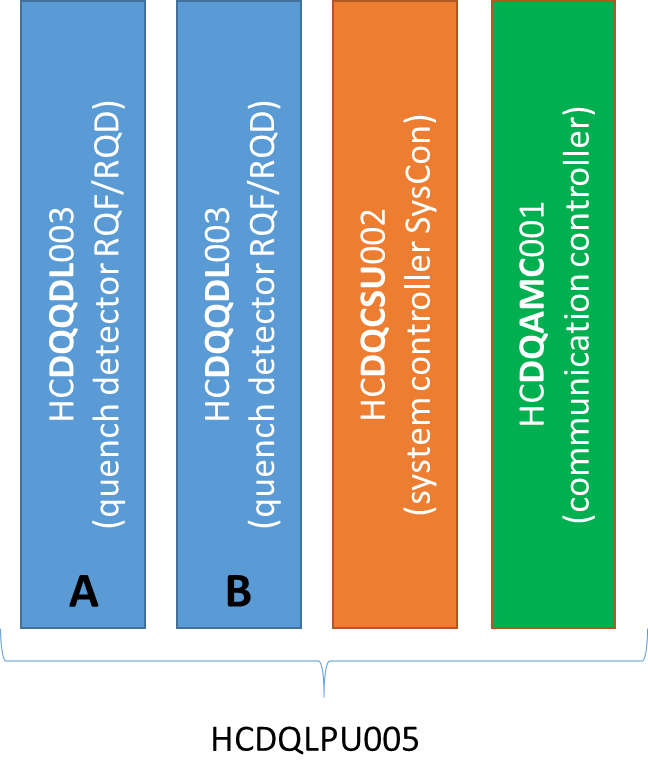 HCDQQDL003
(quench detector RQF/RQD)
A
HCDQQDL003
(quench detector RQF/RQD)
B
HCDQCSU002
(system controller SysCon)
HCDQAMC001
(communication controller)
HCDQLPU005